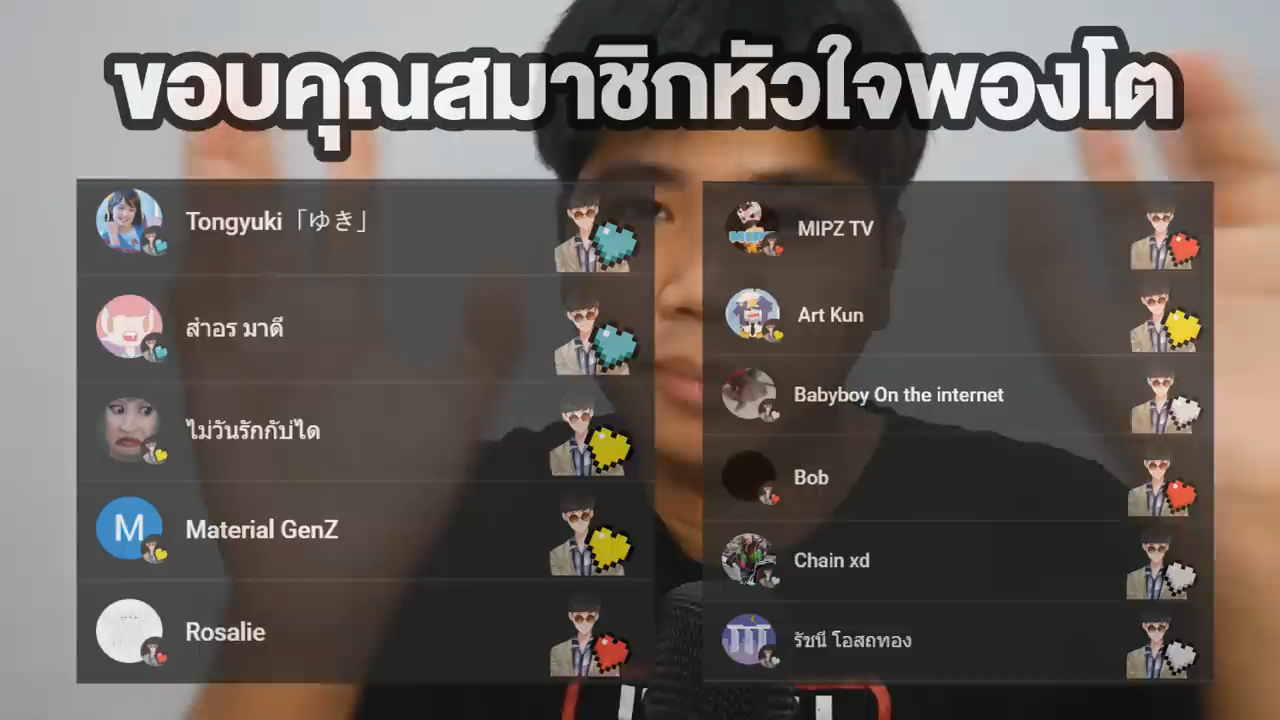 ขอบคุณสมาชิกหัวใจพองโต
Tongyuki「ゆき」
สำอร มาดี
ไม่วันรักกับได
M
Material GenZ
Rosalie
MIPZ TV
Art Kun
Babyboy On the internet
Bob
Chain xd
รัชนี โอสถทอง